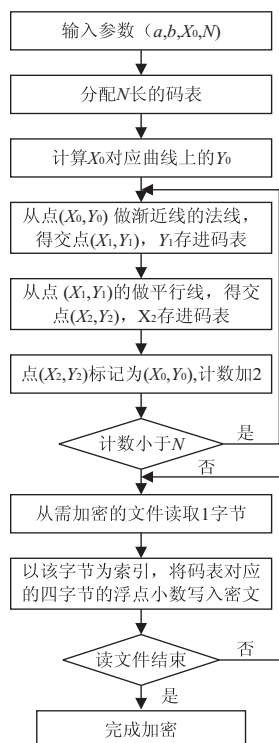 输入参数（a,b,X₀,N)
分配N长的码表
计算X₀对应曲线上的Y₀
从点(X₀,Y₀) 做渐近线的法线，
得交点(X₁,Y₁)，Y₁存进码表
从点 (X₁,Y₁)的做平行线，得交
点(X₂,Y₂)，X₂存进码表
点(X₂,Y₂)标记为(X₀,Y₀),计数加2
计数小于N
是
否
从需加密的文件读取1字节
以该字节为索引，将码表对应
的四字节的浮点小数写入密文
读文件结束
否
是
完成加密